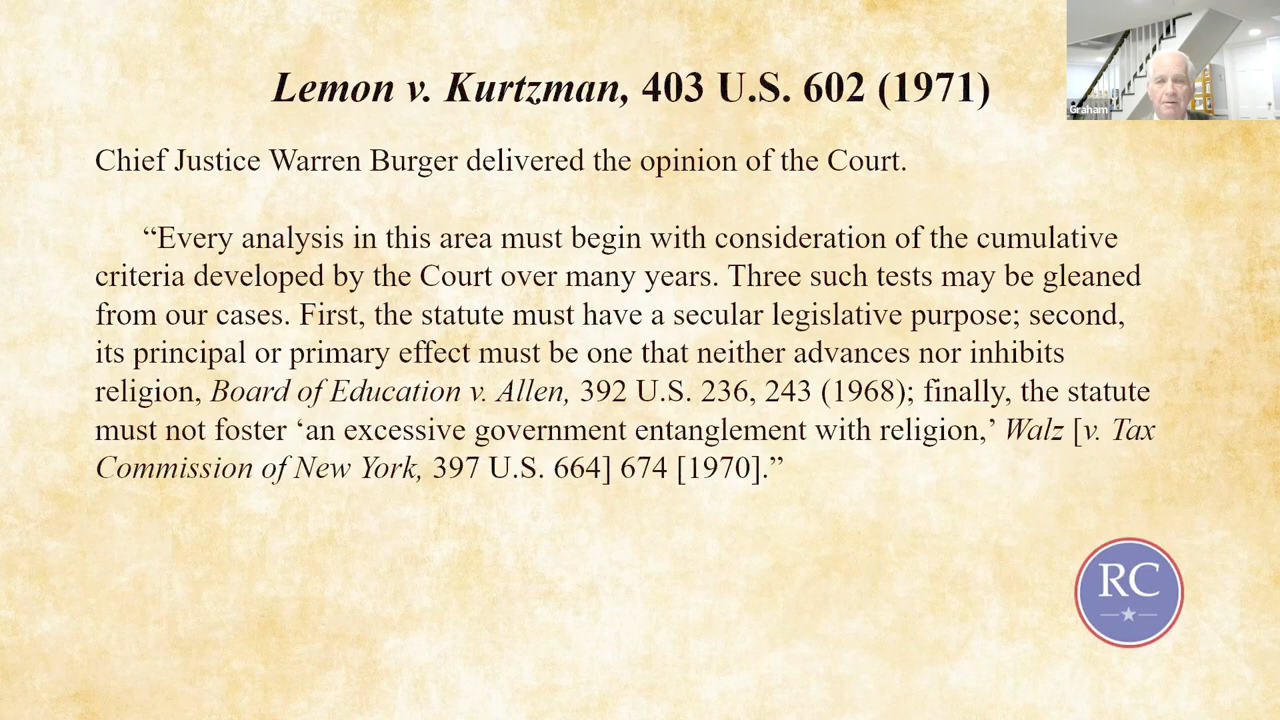 Lemon v. Kurtzman, 403 U.S. 602 (1971)
Graham
Chief Justice Warren Burger delivered the opinion of the Court.
“Every analysis in this area must begin with consideration of the cumulative
criteria developed by the Court over many years. Three such tests may be gleaned
from our cases. First, the statute must have a secular legislative purpose; second,
its principal or primary effect must be one that neither advances nor inhibits
religion, Board of Education v. Allen, 392 U.S. 236, 243 (1968); finally, the statute
must not foster ‘an excessive government entanglement with religion,’ Walz [v. Tax
Commission of New York, 397 U.S. 664] 674 [1970].”
RC